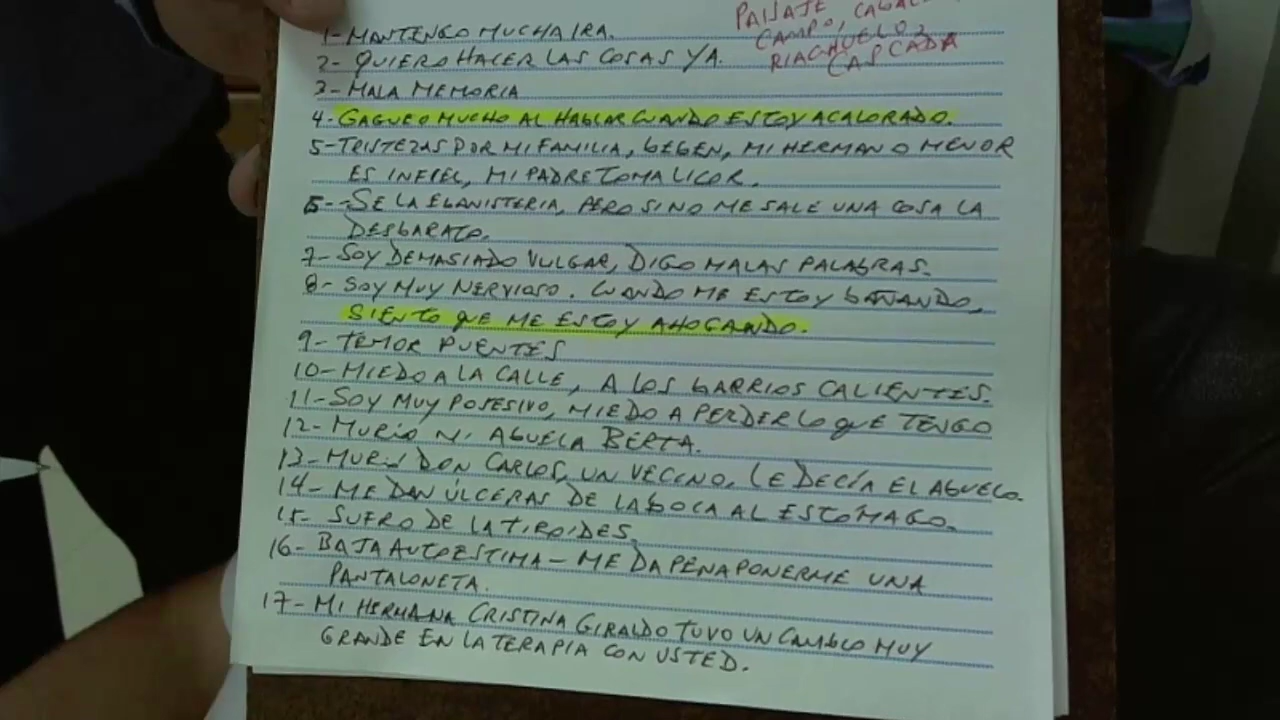 PAISAJE
CAMPO,
RIACHUELOS
CASCADA
1- MANTENGO MUCHA IRA.
2- QUIERO HACER LAS COSAS YA.
3- MALA MEMORIA
4- GAGUEO MUCHO AL HABLAR CUANDO ESTOY ACALORADO.
5- TRISTEZAS POR MI FAMILIA, BEBEN, MI HERMANO MENOR
ES INFIEL, MI PADRE TOMA LICOR.
6- SE LA EBANISTERIA, PERO SI NO ME SALE UNA COSA LA
DESBARATO.
7- SOY DEMASIADO VULGAR, DIGO MALAS PALABRAS.
8- SOY MUY NERVIOSO. CUANDO ME ESTOY BAÑANDO,
SIENTO QUE ME ESTOY AHOGANDO.
9- TEMOR PUENTES
10- MIEDO A LA CALLE, A LOS BARRIOS CALIENTES.
11- SOY MUY POSESIVO, MIEDO A PERDER LO QUE TENGO
12- MURIO MI ABUELA BERTA.
13- MURIO DON CARLOS, UN VECINO, LE DECÍA EL ABUELO.
14- ME DAN ÚLCERAS DE LA BOCA AL ESTÓMAGO.
15- SUFRO DE LA TIROIDES.
16- BAJA AUTOESTIMA - ME DA PENA PONERME UNA
PANTALONETA.
17- MI HERMANA CRISTINA GIRALDO TUVO UN CAMBIO MUY
GRANDE EN LA TERAPIA CON USTED.